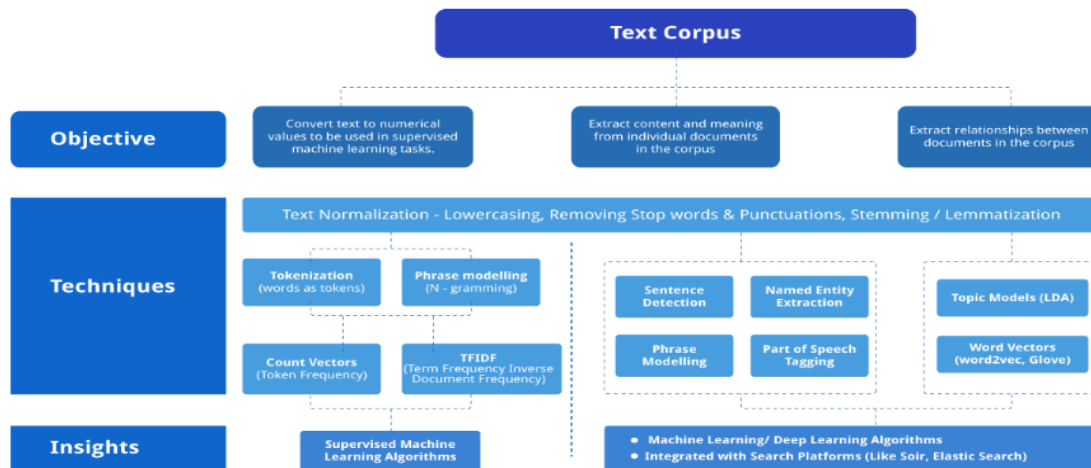 Text Corpus
Objective
Convert text to numerical
values to be used in supervised
machine learning tasks.
Extract content and meaning
from individual documents
in the corpus
Extract relationships between
documents in the corpus
Techniques
Text Normalization - Lowercasing, Removing Stop words & Punctuations, Stemming / Lemmatization
Tokenization
(words as tokens)
Phrase modelling
(N - gramming)
Count Vectors
(Token Frequency)
TFIDF
(Term Frequency Inverse
Document Frequency)
Sentence
Detection
Named Entity
Extraction
Phrase
Modelling
Part of Speech
Tagging
Topic Models (LDA)
Word Vectors
(word2vec, Glove)
Insights
Supervised Machine
Learning Algorithms
• Machine Learning/ Deep Learning Algorithms
• Integrated with Search Platforms (Like Soir, Elastic Search)